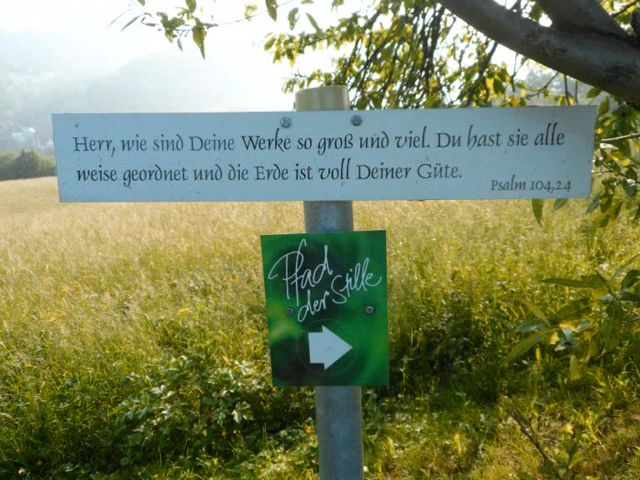 Herr, wie sind Deine Werke so groß und viel. Du hast sie alle
weise geordnet und die Erde ist voll Deiner Güte.
Psalm 104,24
Pfad
der Stille